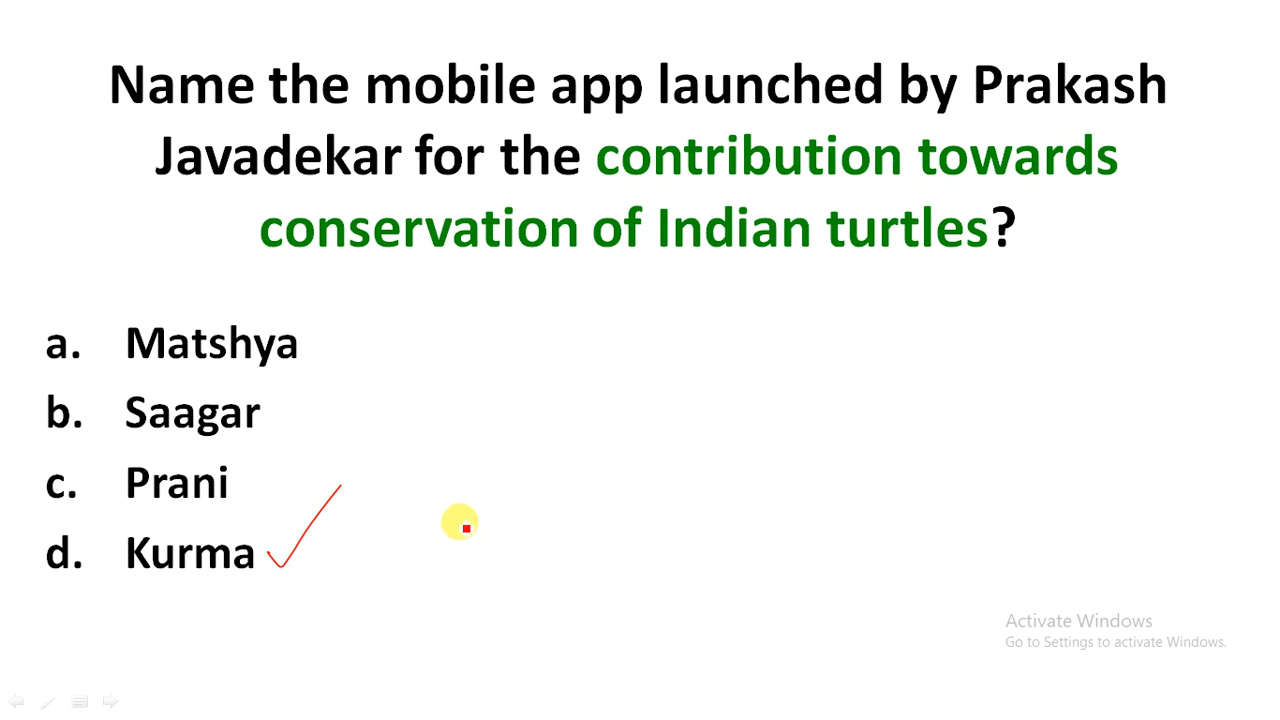 Name the mobile app launched by Prakash
Javadekar for the contribution towards
conservation of Indian turtles?
a. Matshya
b. Saagar
c. Prani
d. Kurma
Activate Windows
Go to Settings to activate Windows.